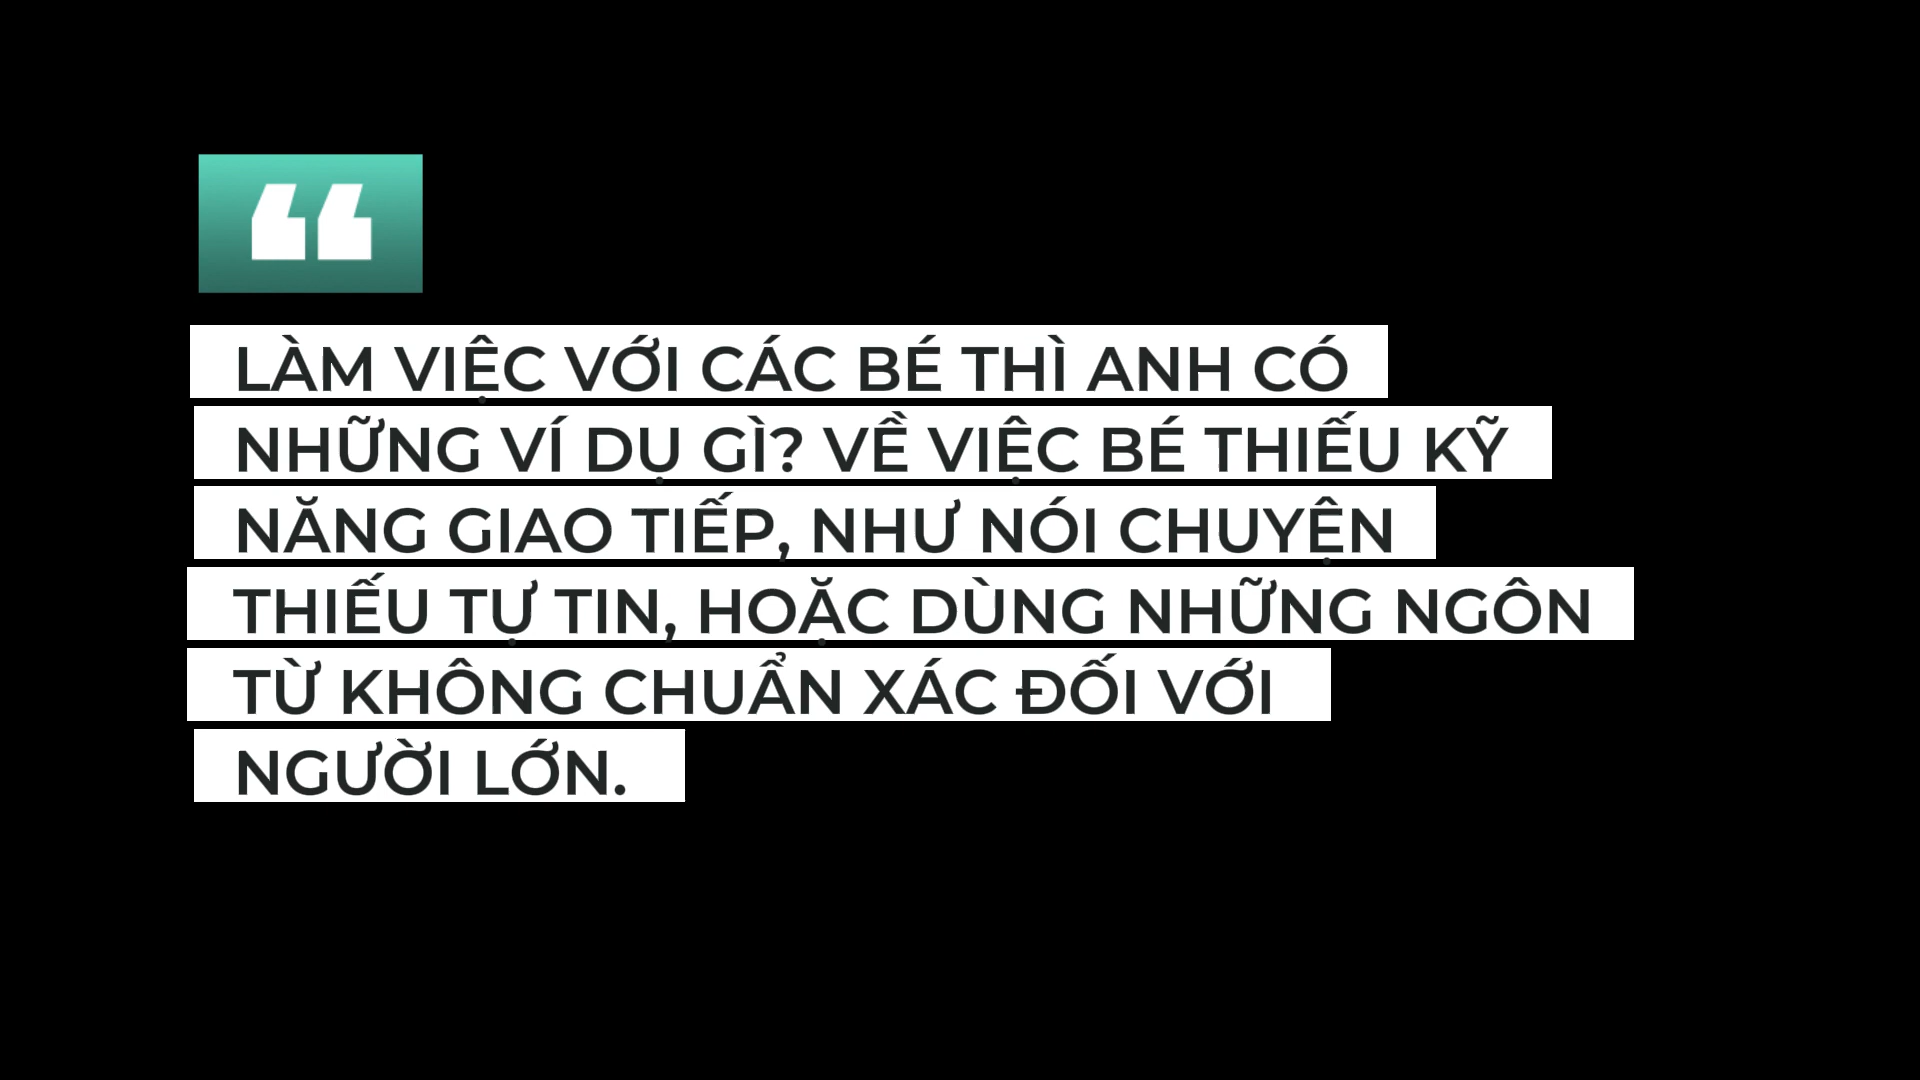 LÀM VIỆC VỚI CÁC BÉ THÌ ANH CÓ
NHỮNG VÍ DỤ GÌ? VỀ VIỆC BÉ THIẾU KỸ
NĂNG GIAO TIẾP, NHƯ NÓI CHUYỆN
THIẾU TỰ TIN, HOẶC DÙNG NHỮNG NGÔN
TỪ KHÔNG CHUẨN XÁC ĐỐI VỚI
NGƯỜI LỚN.